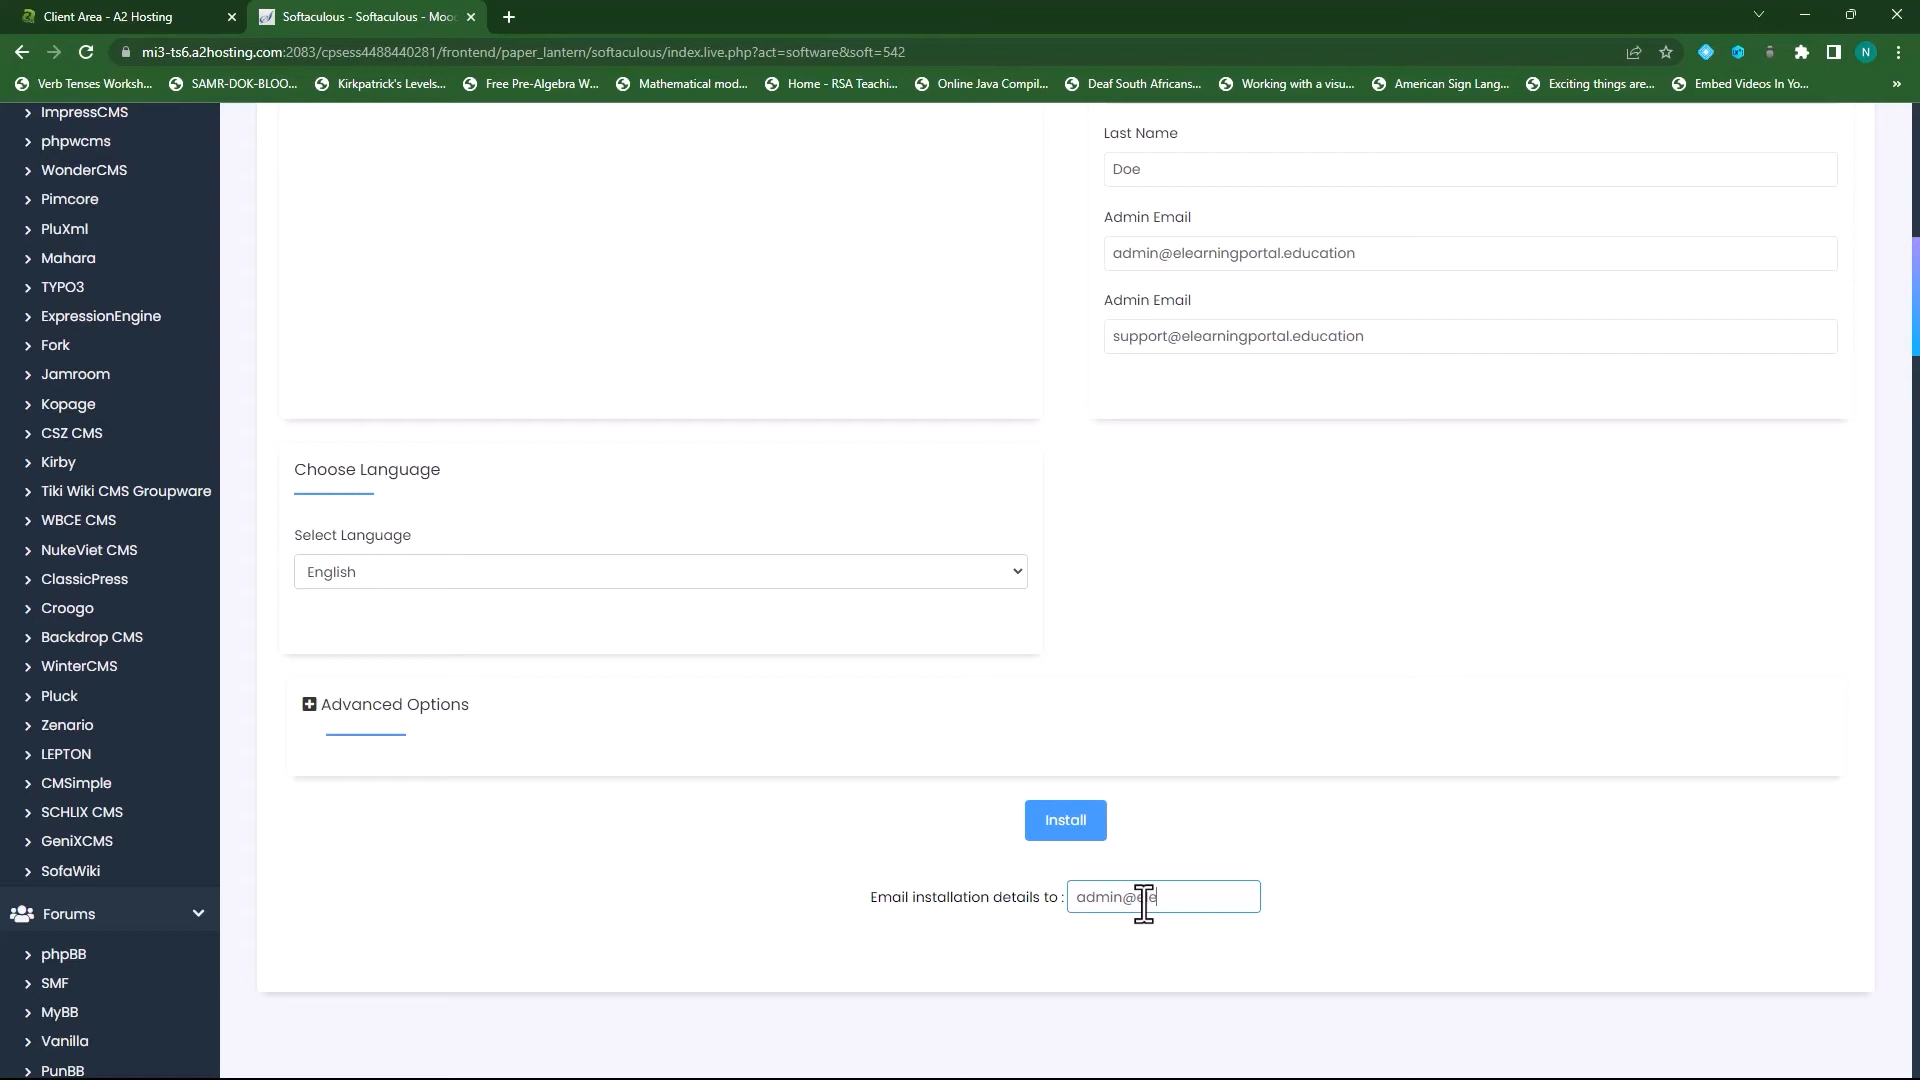 Client Area - A2 Hosting
Softaculous - Softaculous - Moo
mi3-ts6.a2hosting.com:2083/cpsess4488440281/frontend/paper_lantern/softaculous/index.live.php?act=software&soft=542
N
Verb Tenses Worksh...
SAMR-DOK-BLOO...
Kirkpatrick's Levels...
Free Pre-Algebra W...
Mathematical mod...
Home - RSA Teachi...
Online Java Compil...
Deaf South Africans...
Working with a visu...
American Sign Lang...
Exciting things are...
Embed Videos In Yo...
»
ImpressCMS
phpwcms
WonderCMS
Pimcore
PluXml
Mahara
TYPO3
ExpressionEngine
Fork
Jamroom
Kopage
CSZ CMS
Kirby
Tiki Wiki CMS Groupware
WBCE CMS
NukeViet CMS
ClassicPress
Croogo
Backdrop CMS
WinterCMS
Pluck
Zenario
LEPTON
CMSimple
SCHLIX CMS
GeniXCMS
SofaWiki
Forums
phpBB
SMF
MyBB
Vanilla
PunBB
Last Name
Doe
Admin Email
admin@elearningportal.education
Admin Email
support@elearningportal.education
Choose Language
Select Language
English
Advanced Options
Install
Email installation details to : admin@ele